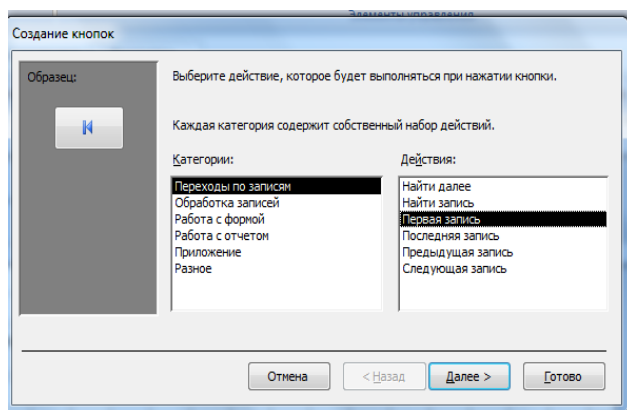 Элементы управления
Создание кнопок
Образец:
Выберите действие, которое будет выполняться при нажатии кнопки.
Каждая категория содержит собственный набор действий.
Категории:
Действия:
Переходы по записям
Обработка записей
Работа с формой
Работа с отчетом
Приложение
Разное
Найти далее
Найти запись
Первая запись
Последняя запись
Предыдущая запись
Следующая запись
Отмена
< Назад
Далее >
Готово